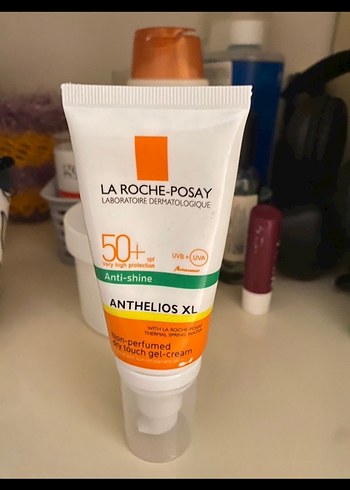 LA ROCHE-POSAY
LABORATOIRE DERMATOLOGIQUE
50+ spf
very high protection
UVB + UVA
Anti-shine
ANTHELIOS XL
WITH LA ROCHE-POSAY
THERMAL SPRING WATER
Non-perfumed
dry touch gel-cream